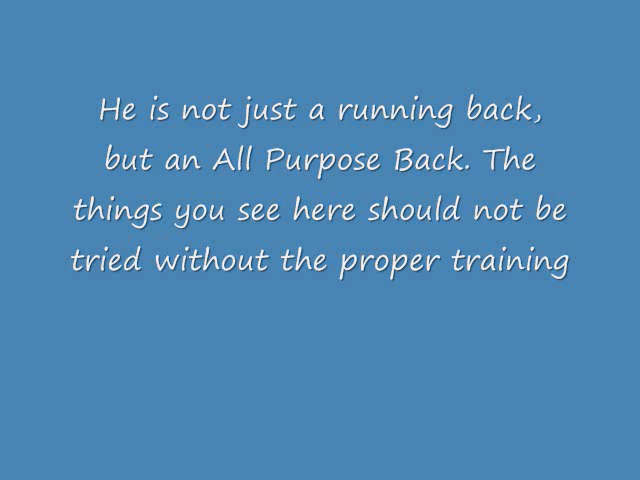 He is not just a running back,
but an All Purpose Back. The
things you see here should not be
tried without the proper training